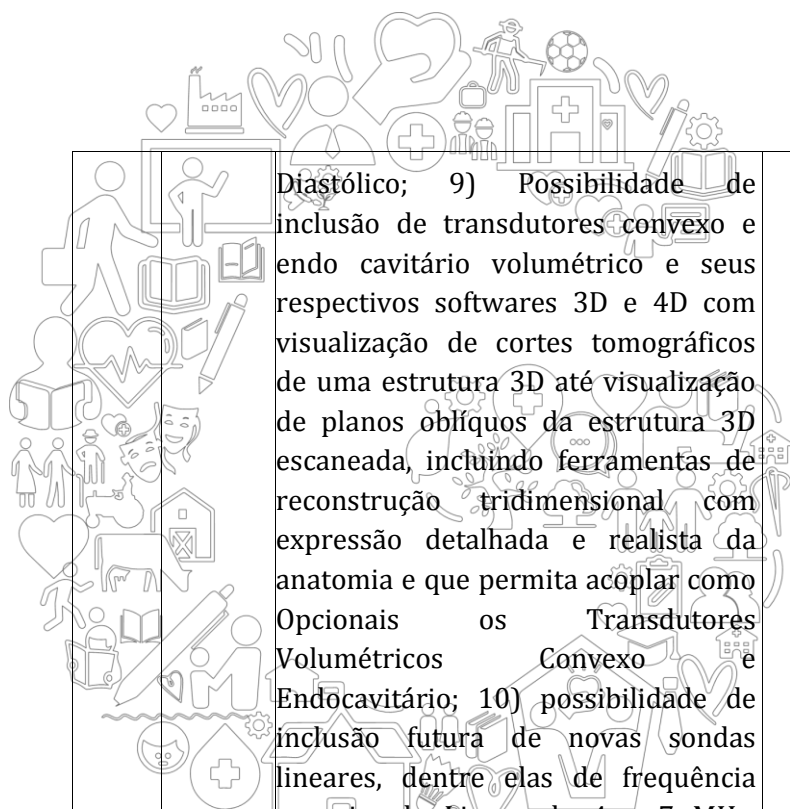 Diastólico; 9) Possibilidade de
inclusão de transdutores convexo e
endo cavitário volumétrico e seus
respectivos softwares 3D e 4D com
visualização de cortes tomográficos
de uma estrutura 3D até visualização
de planos oblíquos da estrutura 3D
escaneada, incluindo ferramentas de
reconstrução tridimensional com
expressão detalhada e realista da
anatomia e que permita acoplar como
Opcionais os Transdutores
Volumétricos Convexo e
Endocavitário; 10) possibilidade de
inclusão futura de novas sondas
lineares, dentre elas de frequência